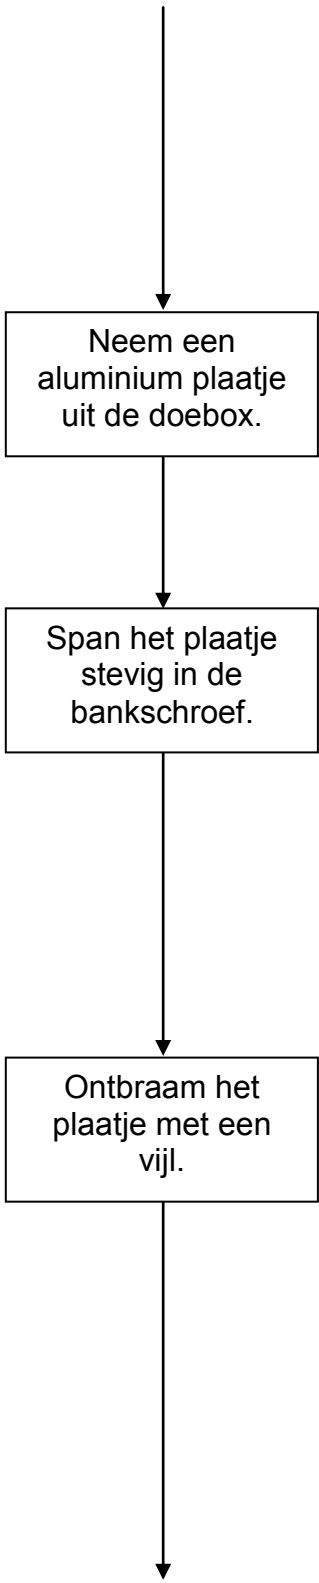 Neem een
aluminium plaatje
uit de doebox.
Span het plaatje
stevig in de
bankschroef.
Ontbraam het
plaatje met een
vijl.